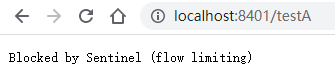 localhost:8401/testA
Blocked by Sentinel (flow limiting)